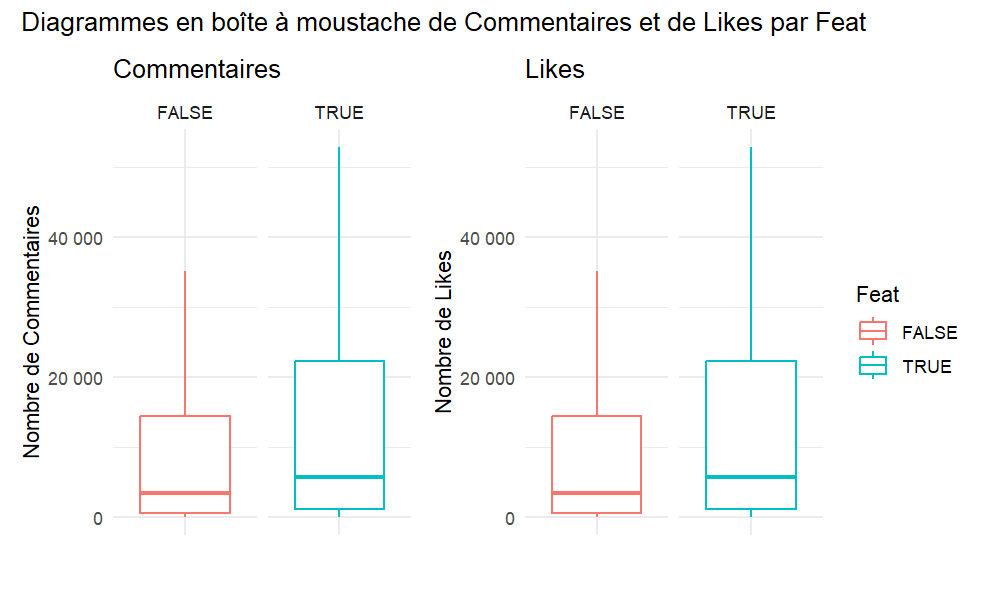 Diagrammes en boîte à moustache de Commentaires et de Likes par Feat
Commentaires
FALSE TRUE
Nombre de Commentaires
40 000
20 000
0
Likes
FALSE TRUE
Nombre de Likes
40 000
20 000
0
Feat
FALSE
TRUE